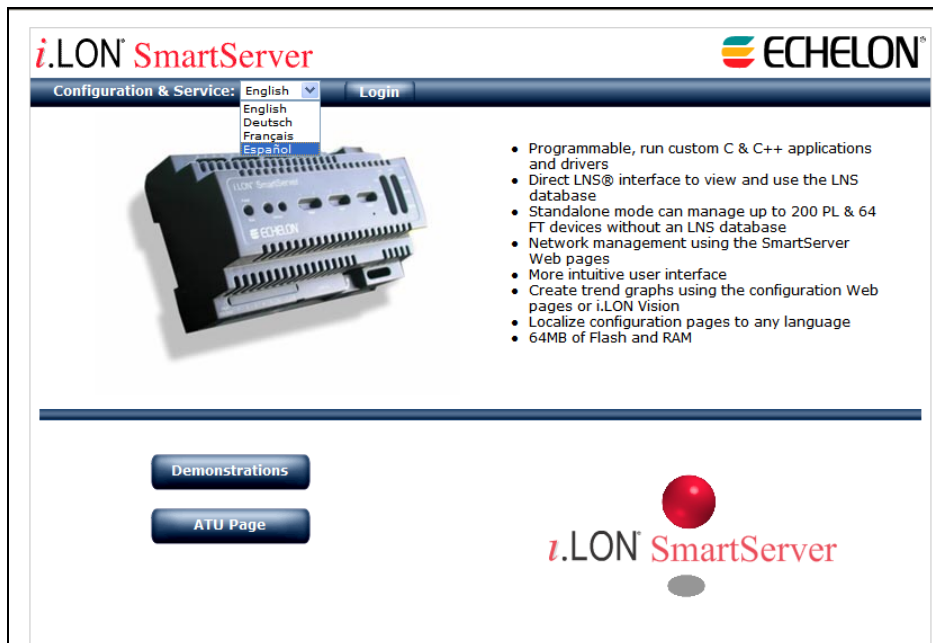 i.LON® SmartServer
ECHELON®
Configuration & Service: English Login
English
Deutsch
Français
Español
i.LON SmartServer
ECHELON
• Programmable, run custom C & C++ applications
and drivers
• Direct LNS® interface to view and use the LNS
database
• Standalone mode can manage up to 200 PL & 64
FT devices without an LNS database
• Network management using the SmartServer
Web pages
• More intuitive user interface
• Create trend graphs using the configuration Web
pages or i.LON Vision
• Localize configuration pages to any language
• 64MB of Flash and RAM
Demonstrations
ATU Page
i.LON® SmartServer